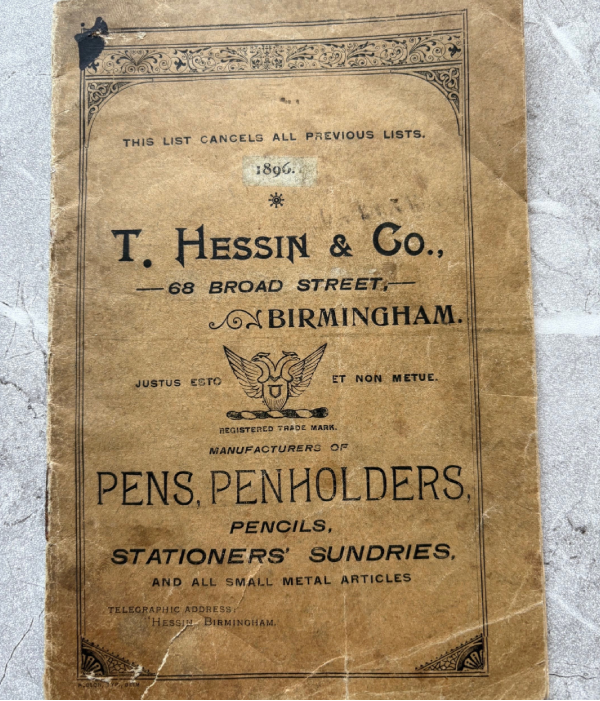 THIS LIST CANCELS ALL PREVIOUS LISTS.
1896.
T. HESSIN & Co.,
— 68 BROAD STREET, —
BIRMINGHAM.
JUSTUS ESTO ET NON METUE.
REGISTERED TRADE MARK.
MANUFACTURERS OF
PENS, PENHOLDERS,
PENCILS,
STATIONERS' SUNDRIES,
AND ALL SMALL METAL ARTICLES
TELEGRAPHIC ADDRESS:
'HESSIN, BIRMINGHAM.